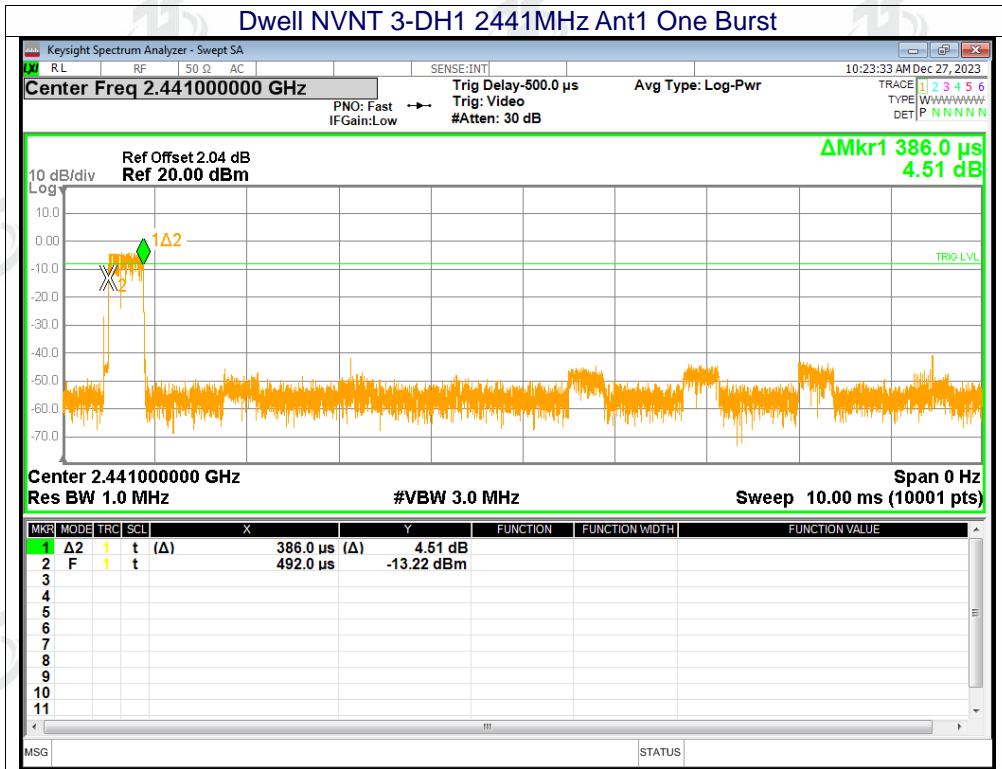 Dwell NVNT 3-DH1 2441MHz Ant1 One Burst
Keysight Spectrum Analyzer - Swept SA
LXI RL RF 50 Ω AC SENSE:INT 10:23:33 AM Dec 27, 2023
Center Freq 2.441000000 GHz Trig Delay-500.0 µs Avg Type: Log-Pwr TRACE 1 2 3 4 5 6
PNO: Fast Trig: Video TYPE WWWWWWW
IFGain:Low #Atten: 30 dB DET P N N N N N
ΔMkr1 386.0 µs
4.51 dB
Ref Offset 2.04 dB
10 dB/div Ref 20.00 dBm
Log
10.0
0.00
1Δ2
TRIG LVL
-10.0
2
-20.0
-30.0
-40.0
-50.0
-60.0
-70.0
Center 2.441000000 GHz Span 0 Hz
Res BW 1.0 MHz #VBW 3.0 MHz Sweep 10.00 ms (10001 pts)
MKR MODE TRC SCL X Y FUNCTION FUNCTION WIDTH FUNCTION VALUE
1 Δ2 1 t (Δ) 386.0 µs (Δ) 4.51 dB
2 F 1 t 492.0 µs -13.22 dBm
3
4
5
6
7
8
9
10
11
MSG STATUS